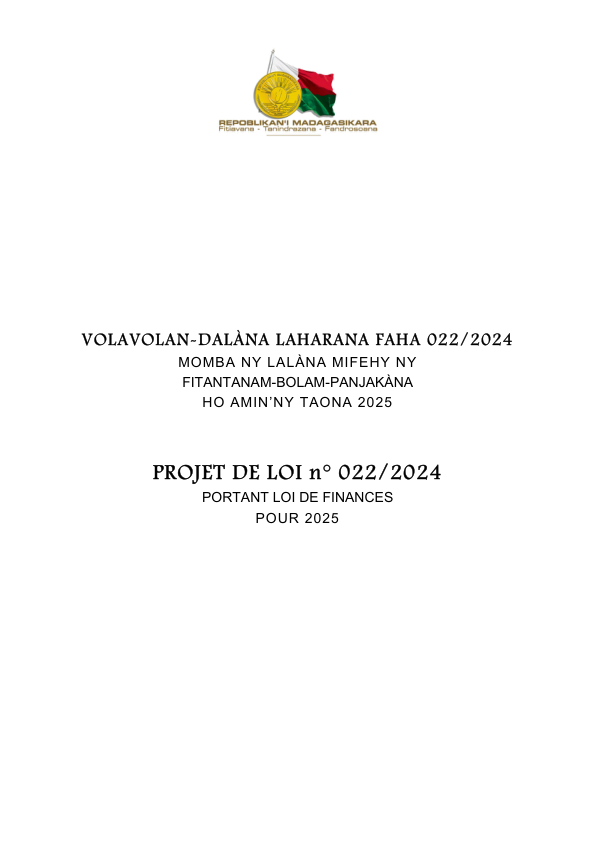 REPOBLIKAN'I MADAGASIKARA
Fitiavana - Tanindrazana - Fandrosoana
VOLAVOLAN-DALÀNA LAHARANA FAHA 022/2024
MOMBA NY LALÀNA MIFEHY NY
FITANTANAM-BOLAM-PANJAKÀNA
HO AMIN’NY TAONA 2025
PROJET DE LOI n° 022/2024
PORTANT LOI DE FINANCES
POUR 2025